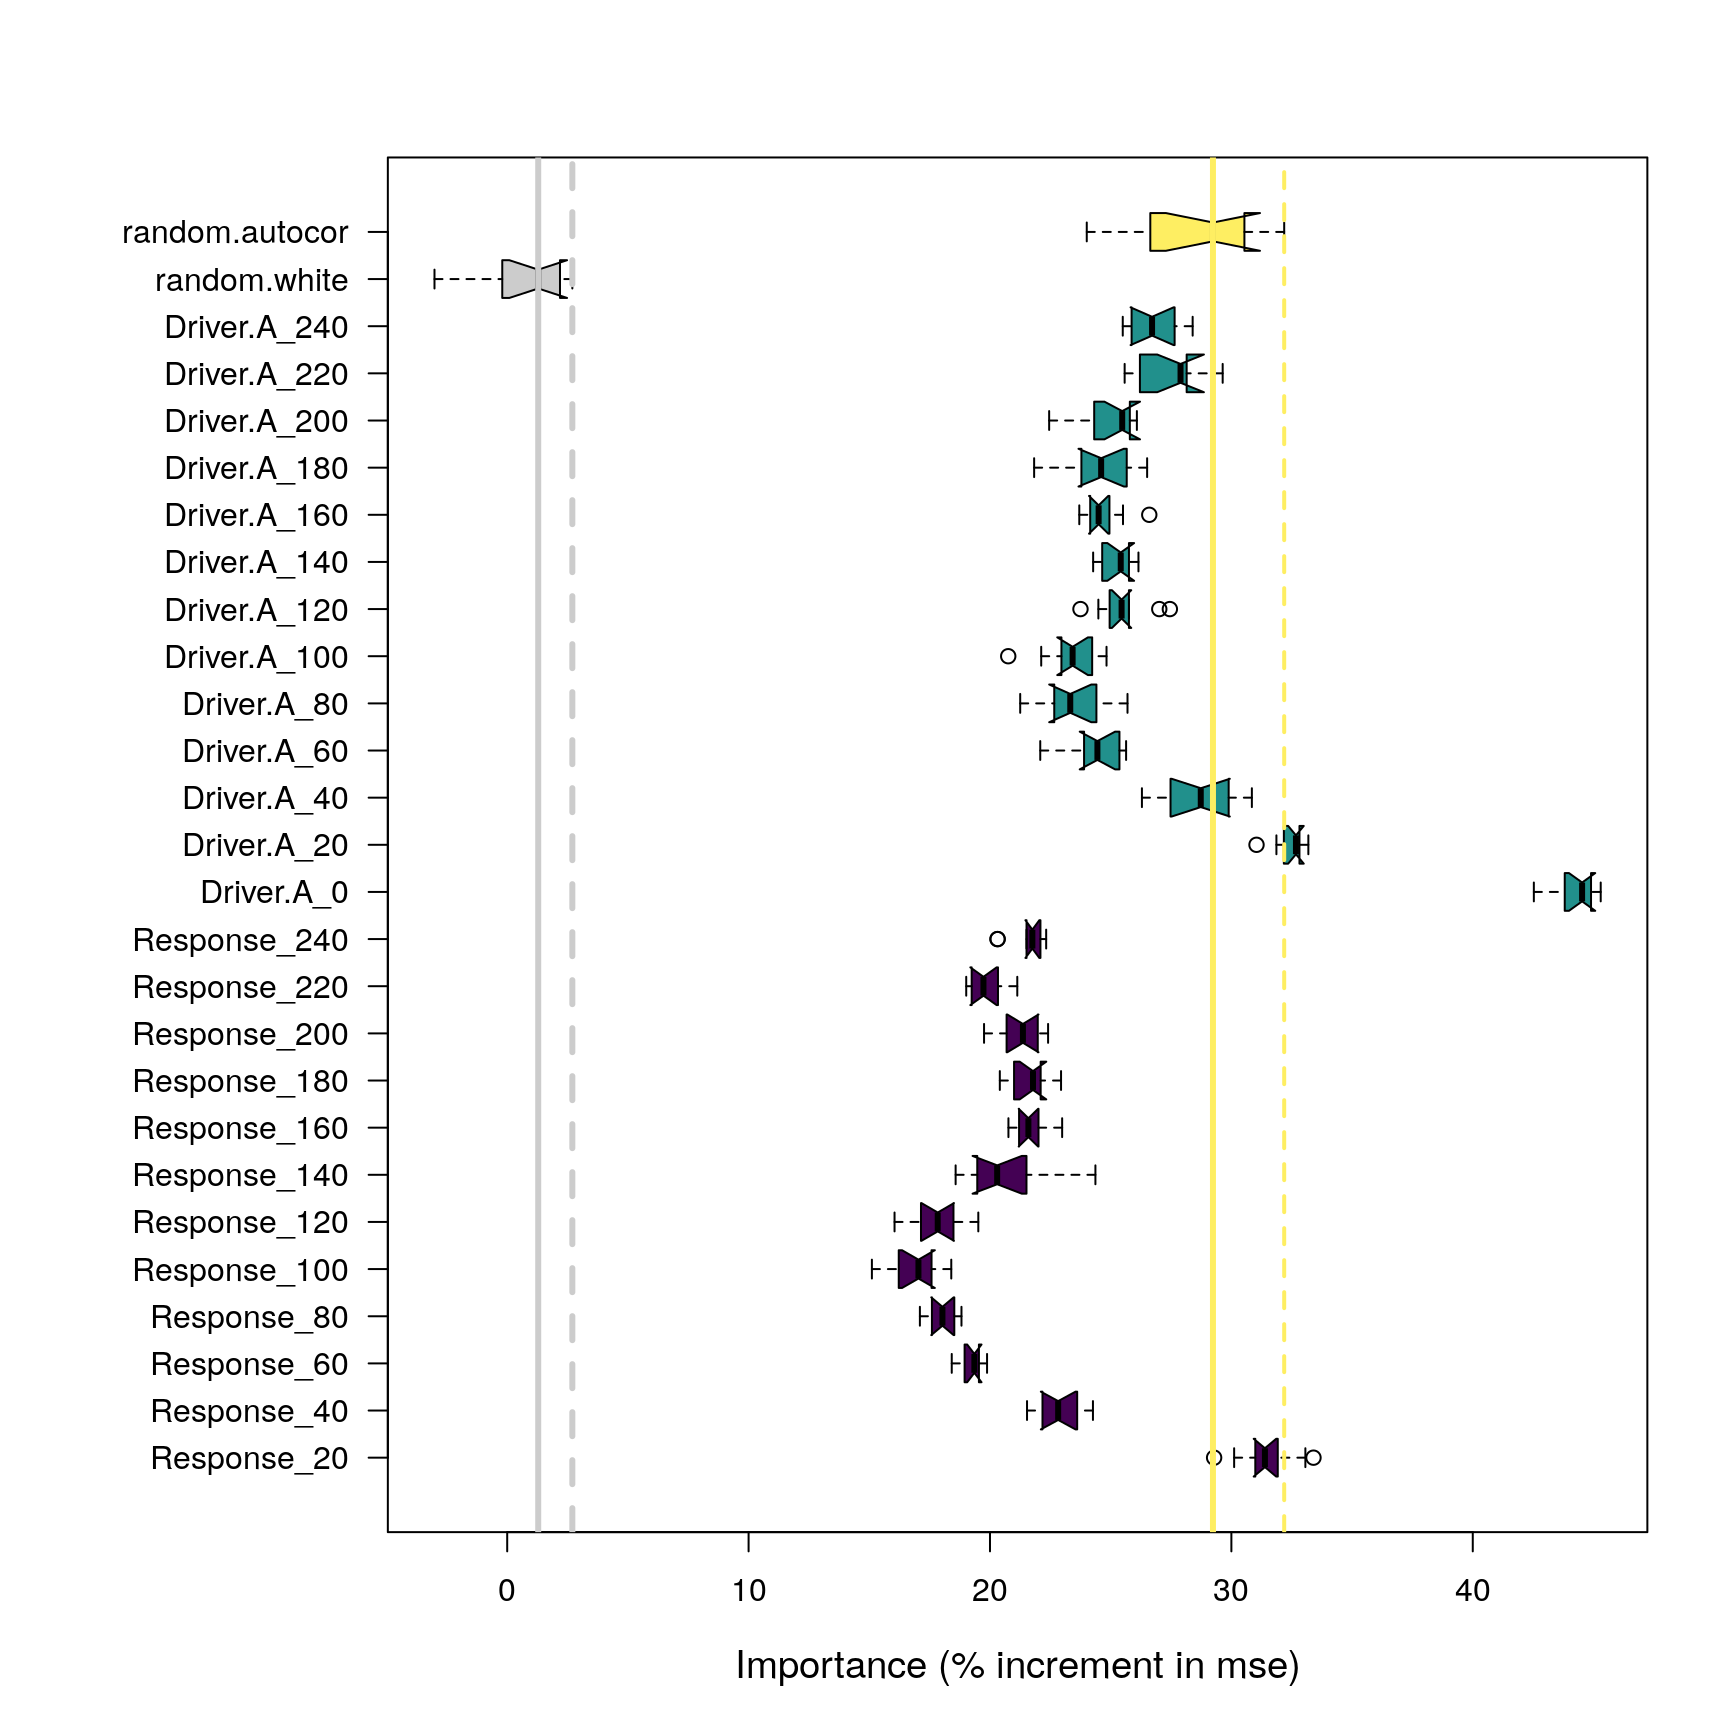 random.autocor
random.white
Driver.A_240
Driver.A_220
Driver.A_200
Driver.A_180
Driver.A_160
Driver.A_140
Driver.A_120
Driver.A_100
Driver.A_80
Driver.A_60
Driver.A_40
Driver.A_20
Driver.A_0
Response_240
Response_220
Response_200
Response_180
Response_160
Response_140
Response_120
Response_100
Response_80
Response_60
Response_40
Response_20
0 10 20 30 40
Importance (% increment in mse)